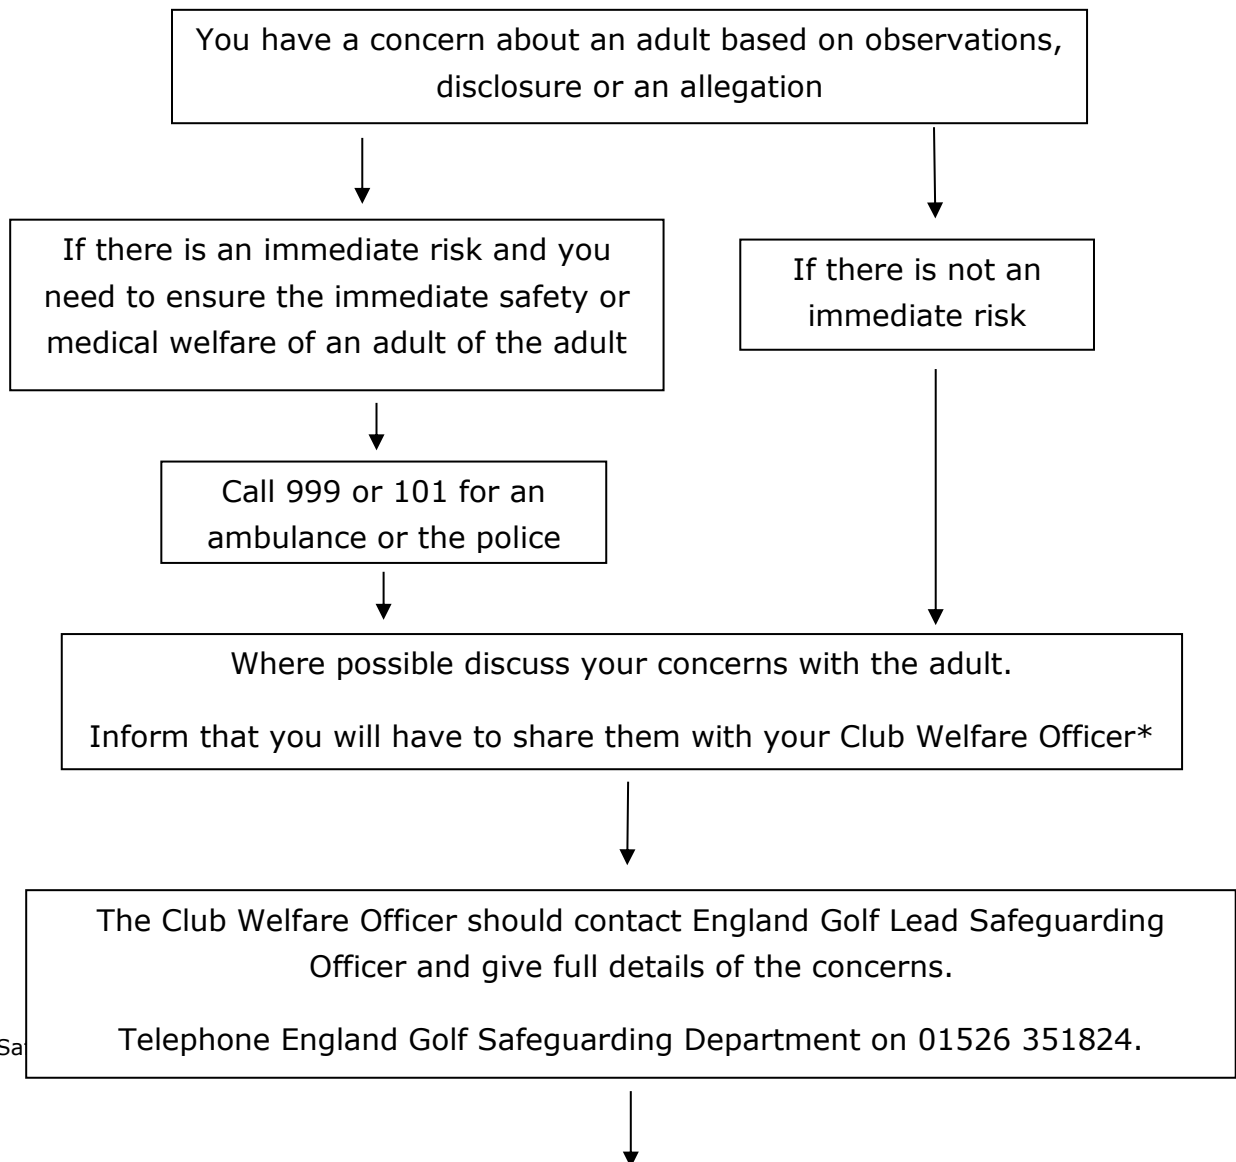 You have a concern about an adult based on observations,
disclosure or an allegation
If there is an immediate risk and you
need to ensure the immediate safety or
medical welfare of an adult of the adult
If there is not an
immediate risk
Call 999 or 101 for an
ambulance or the police
Where possible discuss your concerns with the adult.
Inform that you will have to share them with your Club Welfare Officer*
The Club Welfare Officer should contact England Golf Lead Safeguarding
Officer and give full details of the concerns.
Telephone England Golf Safeguarding Department on 01526 351824.